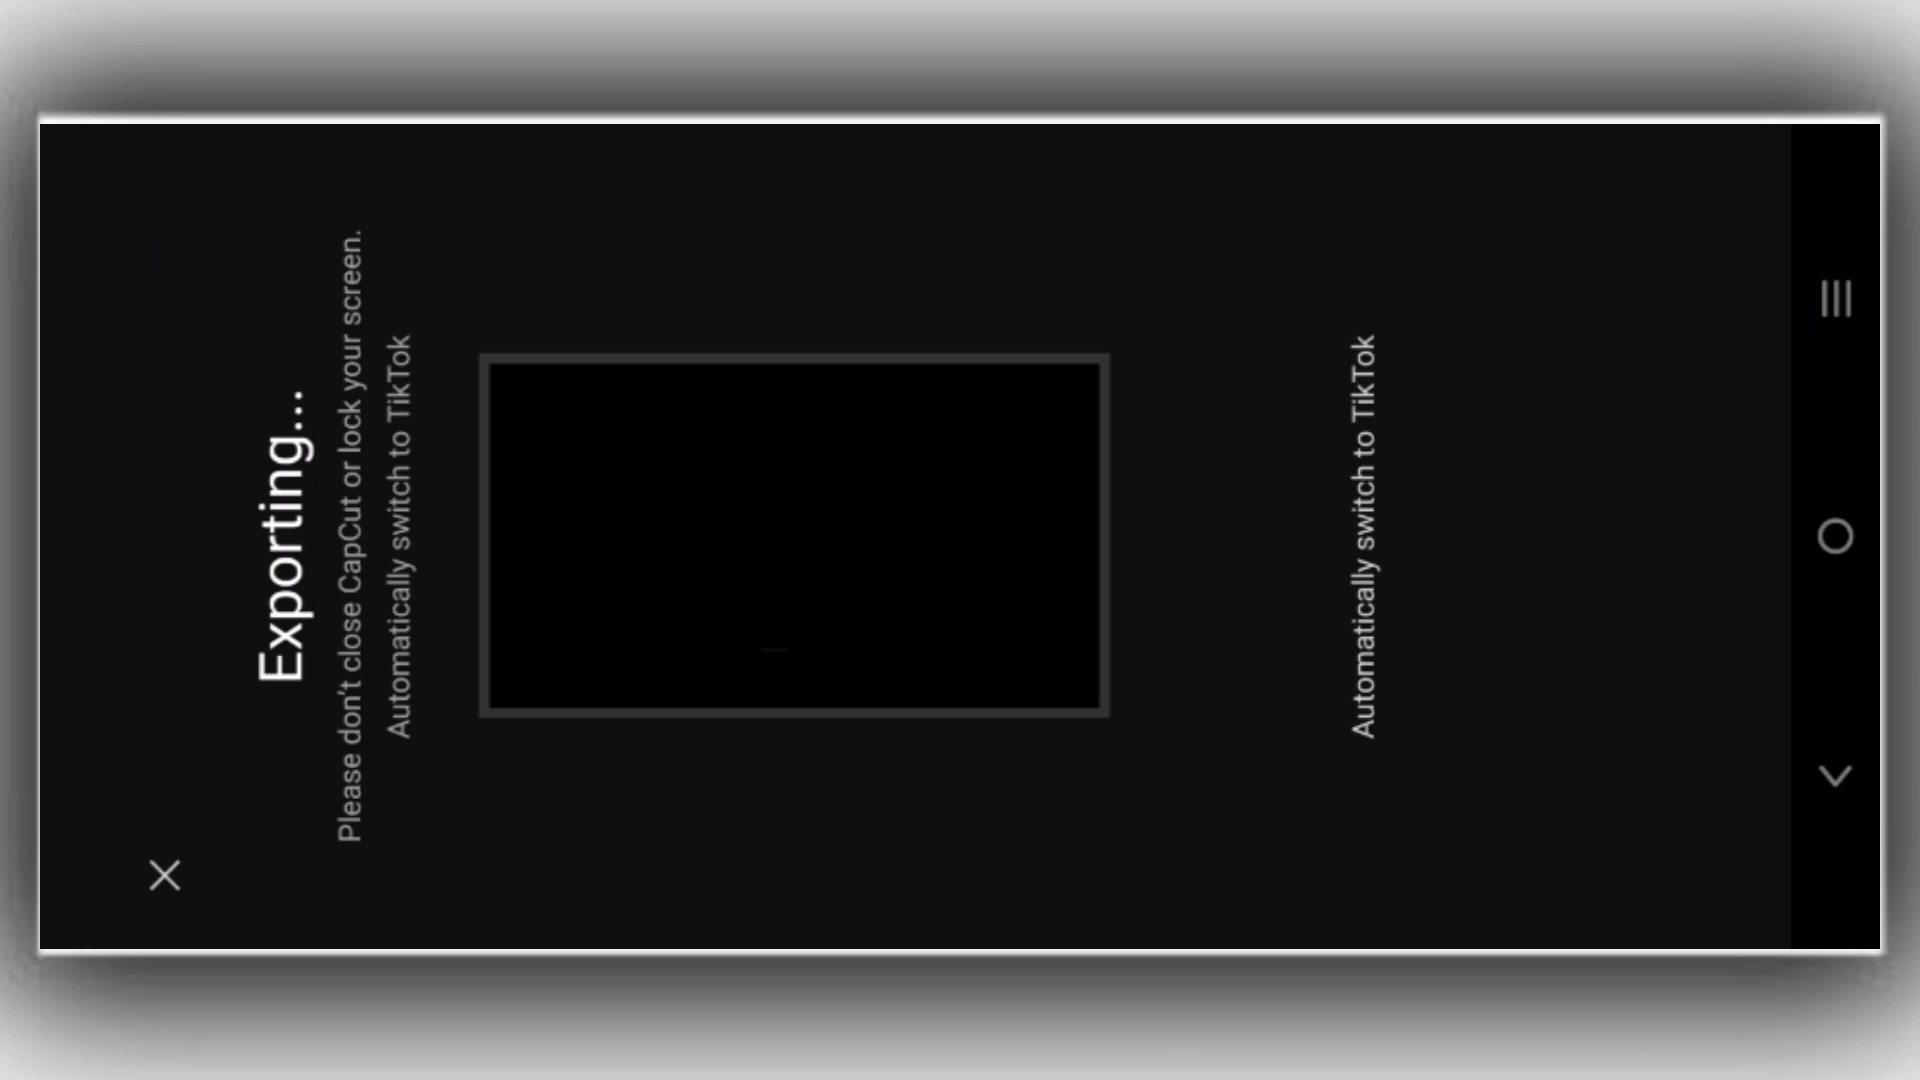 Exporting...
Please don't close CapCut or lock your screen.
Automatically switch to TikTok
Automatically switch to TikTok